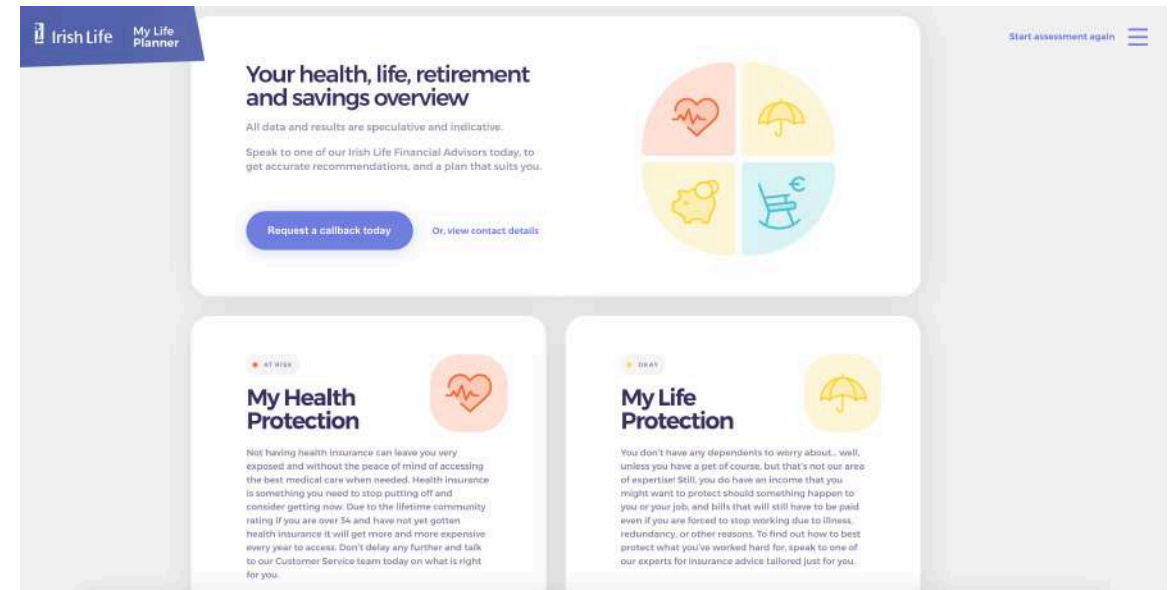 Irish Life
My Life
Planner
Start assessment again
Your health, life, retirement
and savings overview
All data and results are speculative and indicative.
Speak to one of our Irish Life Financial Advisors today, to
get accurate recommendations, and a plan that suits you.
Request a callback today
Or, view contact details
€
AT RISK
My Health
Protection
Not having health insurance can leave you very
exposed and without the peace of mind of accessing
the best medical care when needed. Health insurance
is something you need to stop putting off and
consider getting now. Due to the lifetime community
rating if you are over 34 and have not yet gotten
health insurance it will get more and more expensive
every year to access. Don't delay any further and talk
to our Customer Service team today on what is right
for you.
OKAY
My Life
Protection
You don't have any dependents to worry about... well,
unless you have a pet of course, but that's not our area
of expertise! Still, you do have an income that you
might want to protect should something happen to
you or your job, and bills that will still have to be paid
even if you are forced to stop working due to illness,
redundancy, or other reasons. To find out how to best
protect what you've worked hard for, speak to one of
our experts for insurance advice tailored just for you.